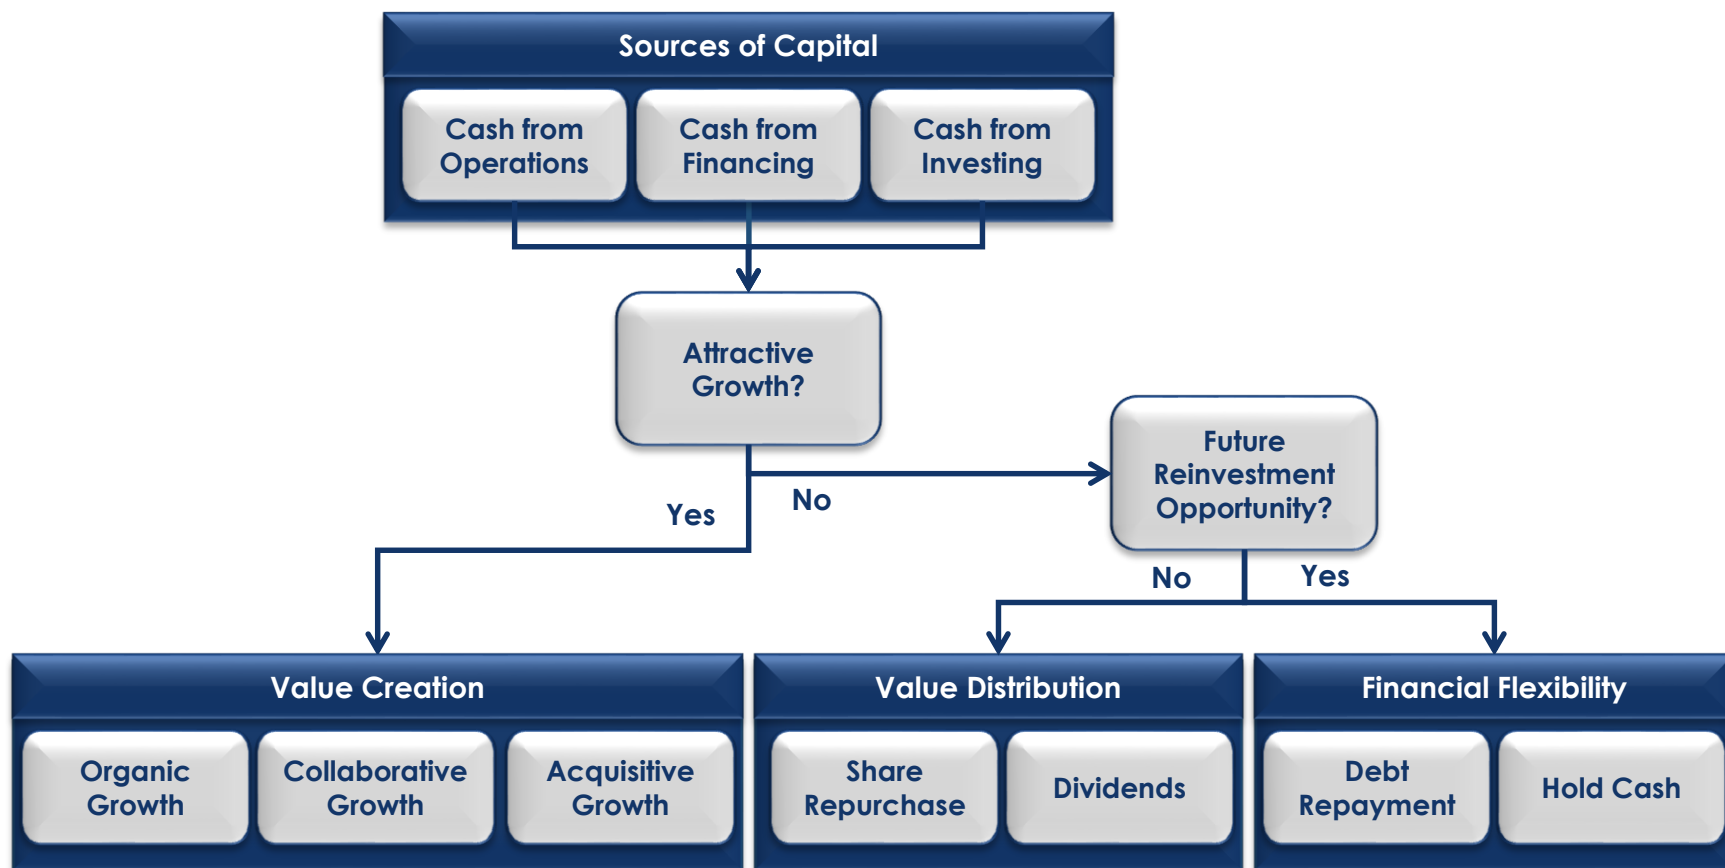 Sources of Capital
Cash from
Operations
Cash from
Financing
Cash from
Investing
Attractive
Growth?
Future
Reinvestment
Opportunity?
Yes
No
No
Yes
Value Creation
Organic
Growth
Collaborative
Growth
Acquisitive
Growth
Value Distribution
Share
Repurchase
Dividends
Financial Flexibility
Debt
Repayment
Hold Cash